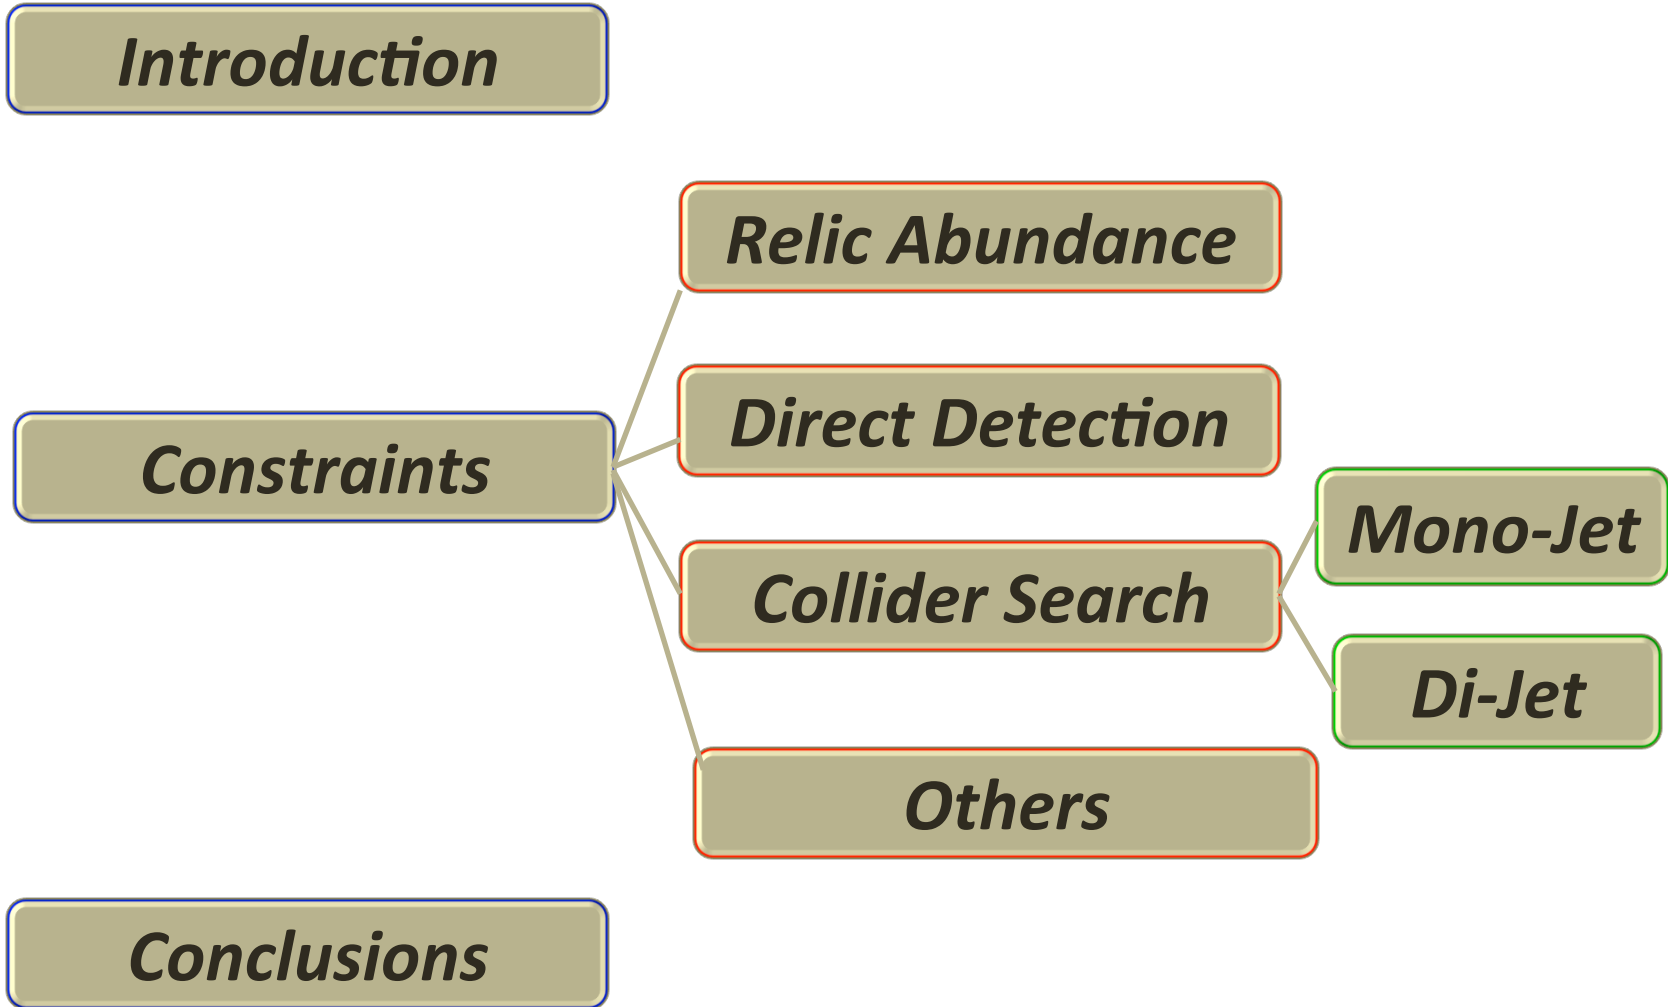 Introduction
Relic Abundance
Direct Detection
Constraints
Mono-Jet
Collider Search
Di-Jet
Others
Conclusions